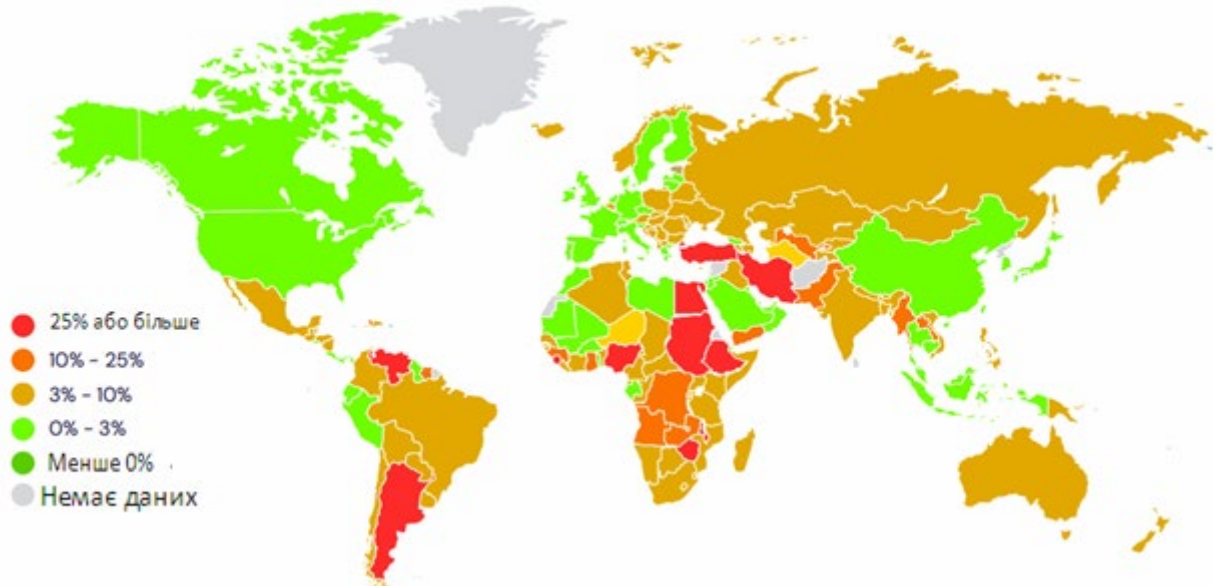 25% або більше
10% – 25%
3% – 10%
0% – 3%
Менше 0%
Немає даних